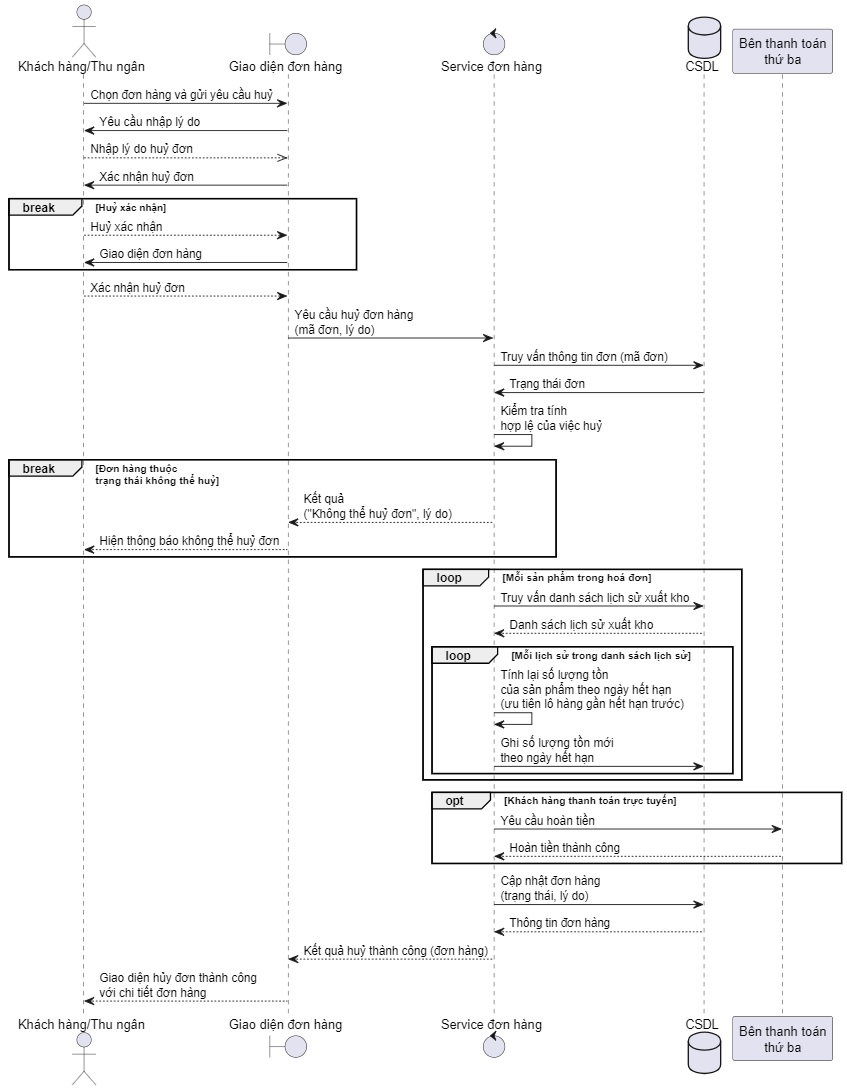 Khách hàng/Thu ngân
Giao diện đơn hàng
Service đơn hàng
CSDL
Bên thanh toán
thứ ba
Chọn đơn hàng và gửi yêu cầu huỷ
Yêu cầu nhập lý do
Nhập lý do huỷ đơn
Xác nhận huỷ đơn
break
[Huỷ xác nhận]
Huỷ xác nhận
Giao diện đơn hàng
Xác nhận huỷ đơn
Yêu cầu huỷ đơn hàng
(mã đơn, lý do)
Truy vấn thông tin đơn (mã đơn)
Trạng thái đơn
Kiểm tra tính
hợp lệ của việc huỷ
break
[Đơn hàng thuộc
trạng thái không thể huỷ]
Kết quả
("Không thể huỷ đơn", lý do)
Hiện thông báo không thể huỷ đơn
loop
[Mỗi sản phẩm trong hoá đơn]
Truy vấn danh sách lịch sử xuất kho
Danh sách lịch sử xuất kho
loop
[Mỗi lịch sử trong danh sách lịch sử]
Tính lại số lượng tồn
của sản phẩm theo ngày hết hạn
(ưu tiên lô hàng gần hết hạn trước)
Ghi số lượng tồn mới
theo ngày hết hạn
opt
[Khách hàng thanh toán trực tuyến]
Yêu cầu hoàn tiền
Hoàn tiền thành công
Cập nhật đơn hàng
(trạng thái, lý do)
Thông tin đơn hàng
Kết quả huỷ thành công (đơn hàng)
Giao diện hủy đơn thành công
với chi tiết đơn hàng
Khách hàng/Thu ngân
Giao diện đơn hàng
Service đơn hàng
CSDL
Bên thanh toán
thứ ba